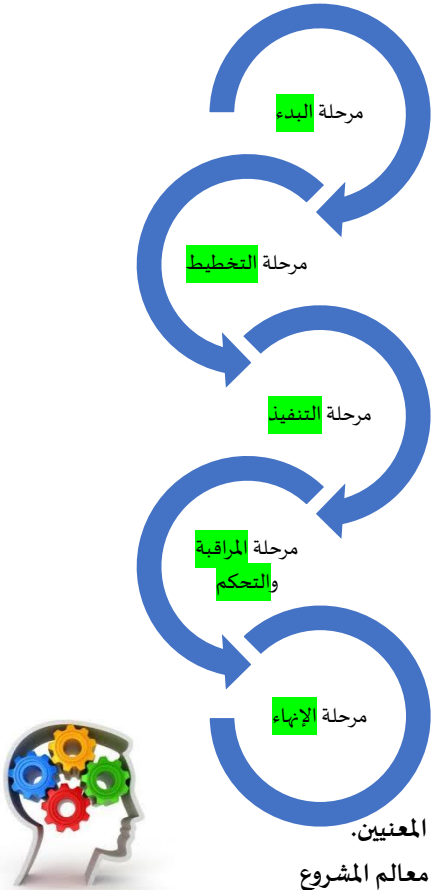 مرحلة البدء
مرحلة التخطيط
مرحلة التنفيذ
مرحلة المراقبة
والتحكم
مرحلة الإنهاء
المعنيين.
معالم المشروع